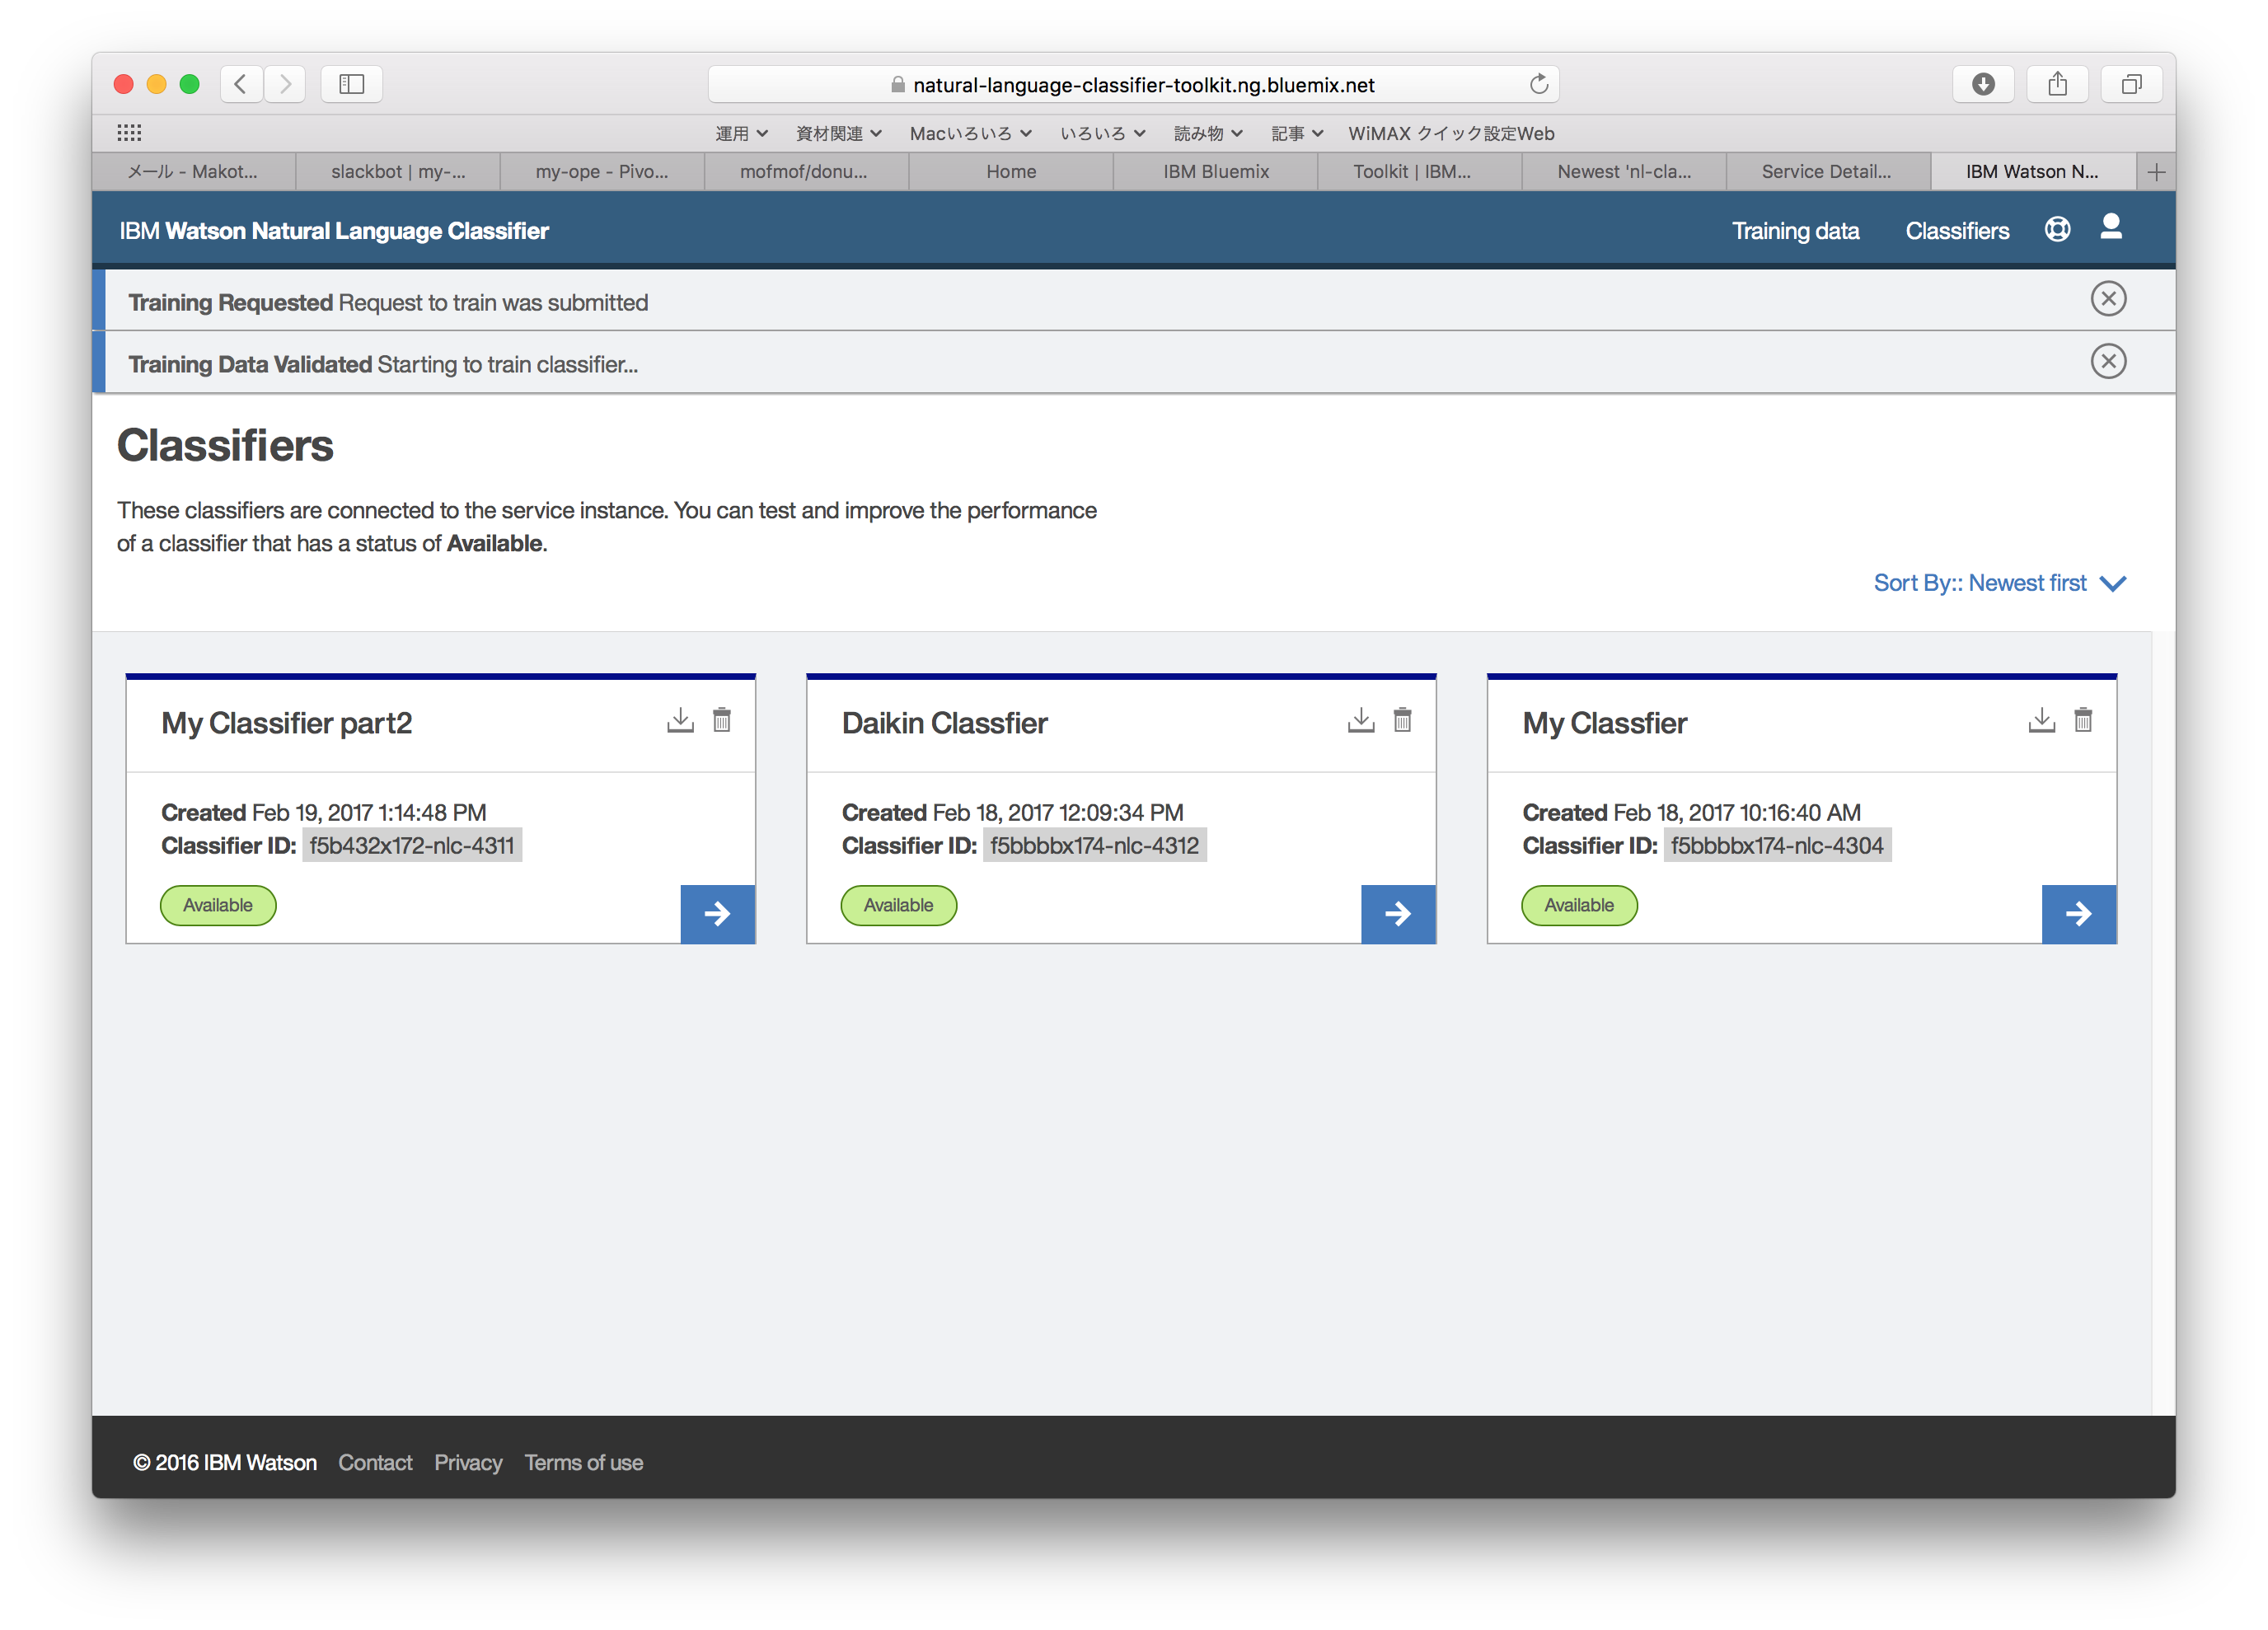 natural-language-classifier-toolkit.ng.bluemix.net
運用 資材関連 Macいろいろ いろいろ 読み物 記事 WiMAX クイック設定Web
メール - Makot... slackbot | my-... my-ope - Pivo... mofmof/donu... Home IBM Bluemix Toolkit | IBM... Newest 'nl-cla... Service Detail... IBM Watson N...
IBM Watson Natural Language Classifier Training data Classifiers
Training Requested Request to train was submitted
Training Data Validated Starting to train classifier...
Classifiers
These classifiers are connected to the service instance. You can test and improve the performance
of a classifier that has a status of Available.
Sort By:: Newest first
My Classifier part2
Created Feb 19, 2017 1:14:48 PM
Classifier ID: f5b432x172-nlc-4311
Available
Daikin Classfier
Created Feb 18, 2017 12:09:34 PM
Classifier ID: f5bbbbx174-nlc-4312
Available
My Classfier
Created Feb 18, 2017 10:16:40 AM
Classifier ID: f5bbbbx174-nlc-4304
Available
© 2016 IBM Watson Contact Privacy Terms of use